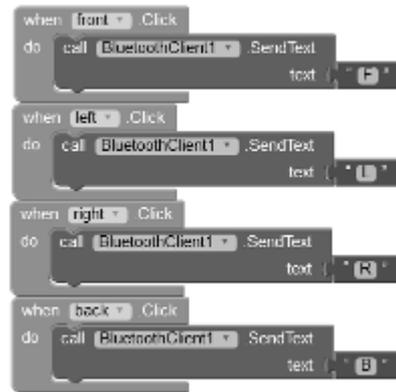 when front .Click
do call BluetoothClient1 .SendText
text " F "
when left .Click
do call BluetoothClient1 .SendText
text " L "
when right .Click
do call BluetoothClient1 .SendText
text " R "
when back .Click
do call BluetoothClient1 .SendText
text " B "